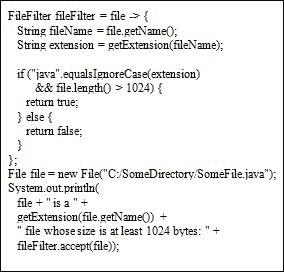 FileFilter fileFilter = file -> {
String fileName = file.getName();
String extension = getExtension(fileName);
if ("java".equalsIgnoreCase(extension)
&& file.length() > 1024) {
return true;
} else {
return false;
}
};
File file = new File("C:/SomeDirectory/SomeFile.java");
System.out.println(
file + " is a " +
getExtension(file.getName()) +
" file whose size is at least 1024 bytes: " +
fileFilter.accept(file));